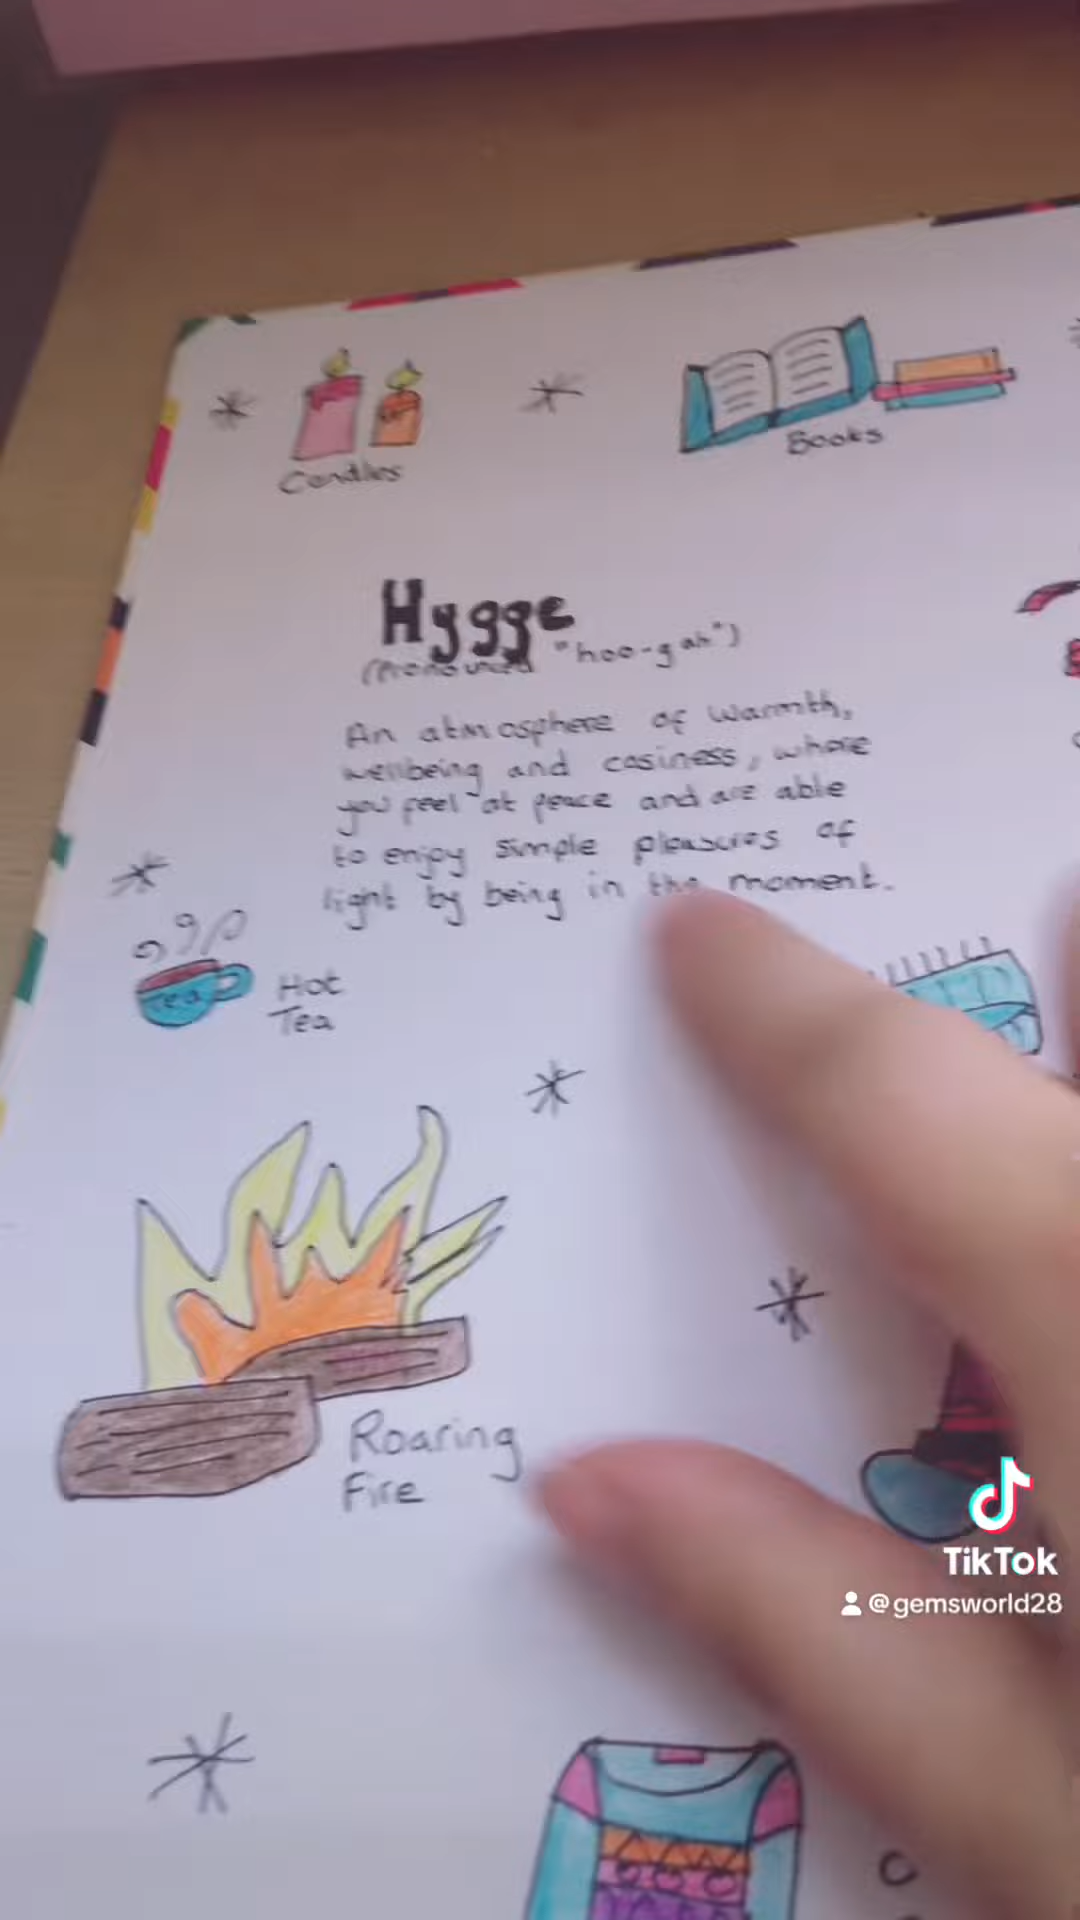 Candles
Books
Hygge
(Pronounced "hoo-gah")
An atmosphere of warmth,
wellbeing and cosiness, where
you feel at peace and are able
to enjoy simple pleasures of
light by being in the moment.
Tea
Hot
Tea
Roaring
Fire
TikTok
@gemsworld28